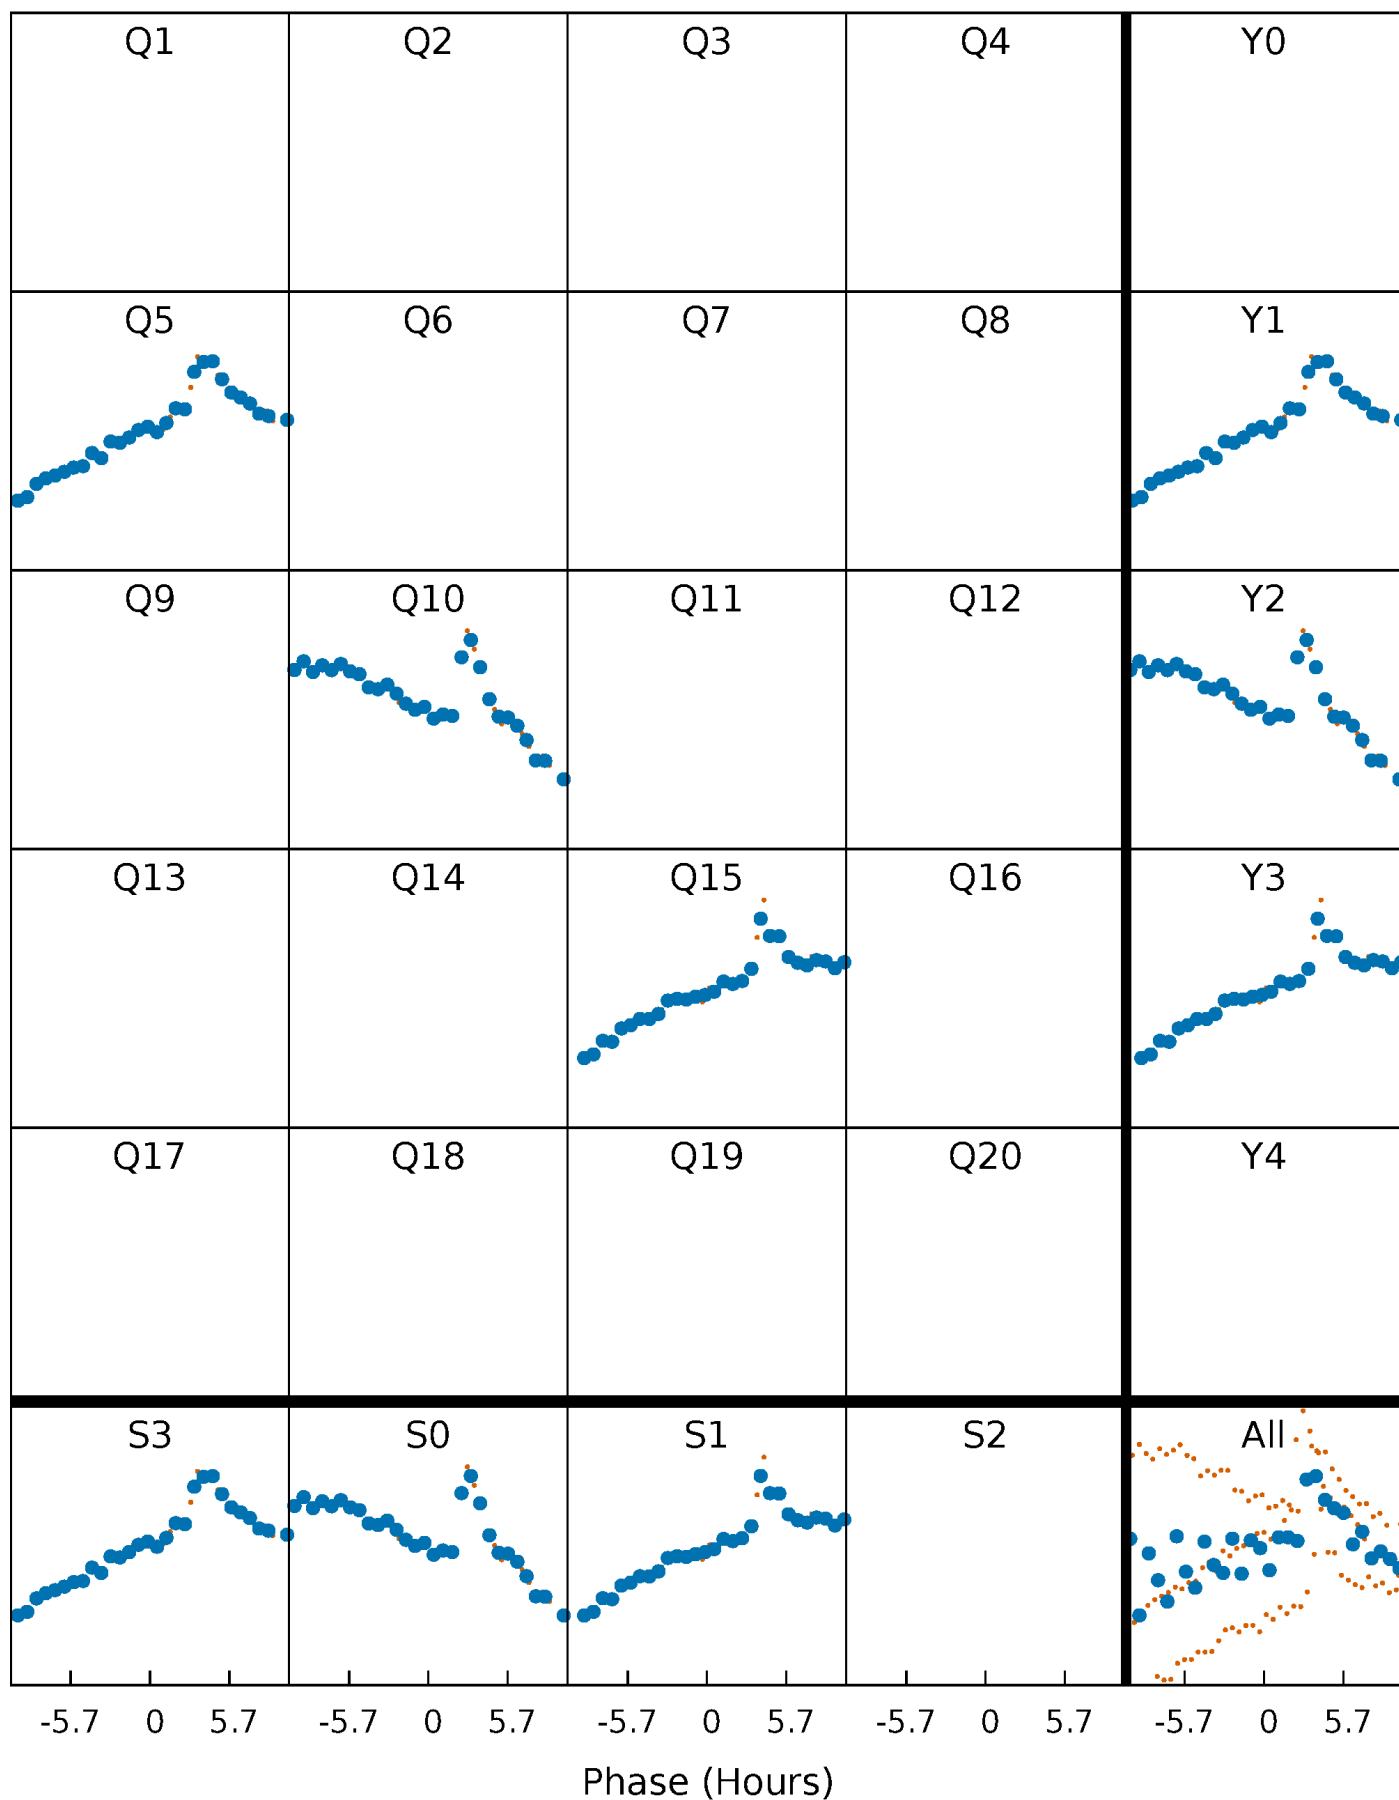 Q1 Q2 Q3 Q4 Y0
Q5 Q6 Q7 Q8 Y1
Q9 Q10 Q11 Q12 Y2
Q13 Q14 Q15 Q16 Y3
Q17 Q18 Q19 Q20 Y4
S3 S0 S1 S2 All
-5.7 0 5.7 -5.7 0 5.7 -5.7 0 5.7 -5.7 0 5.7 -5.7 0 5.7
Phase (Hours)